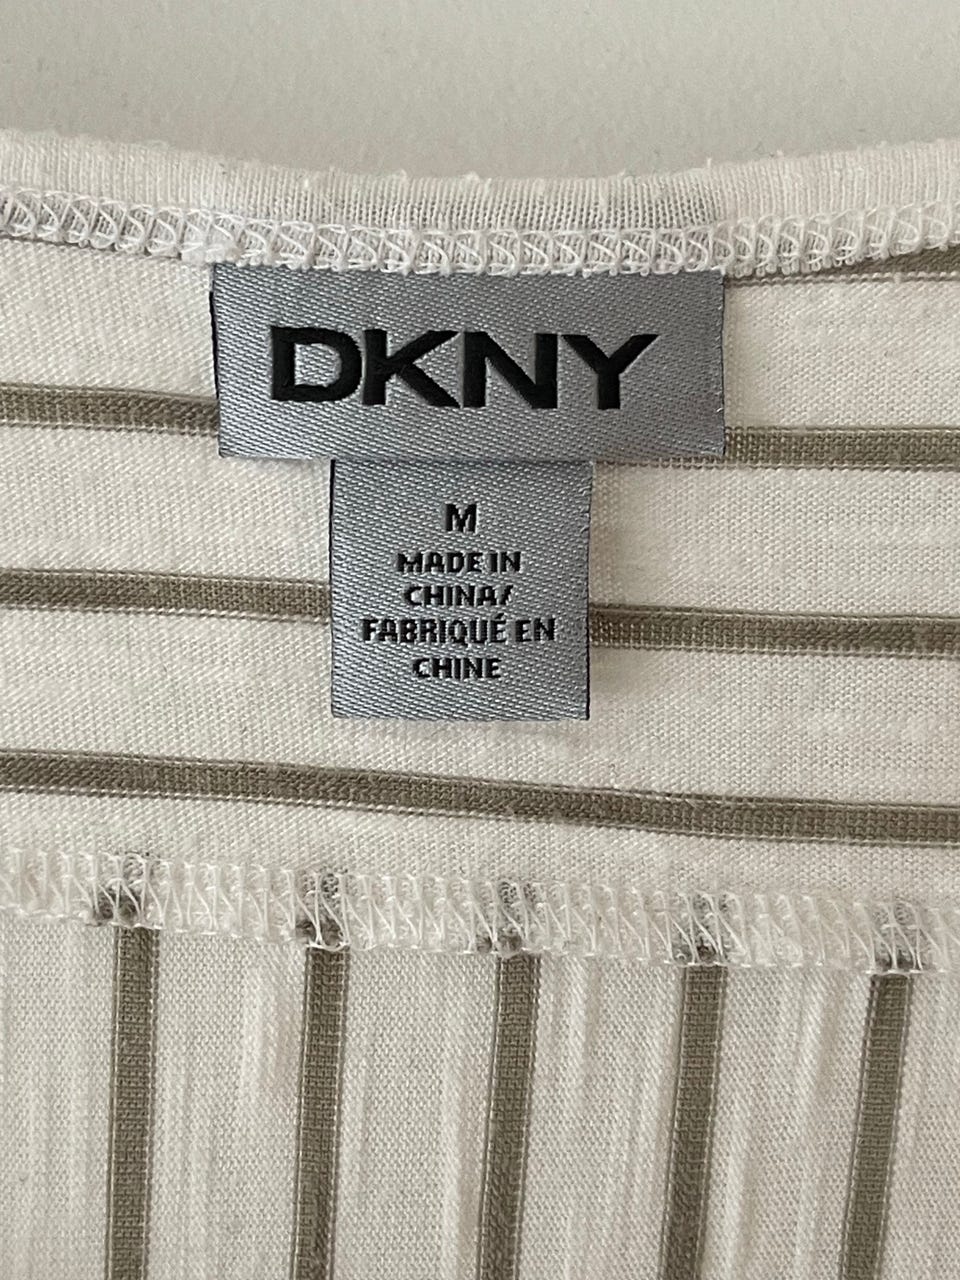 DKNY
M
MADE IN
CHINA/
FABRIQUÉ EN
CHINE